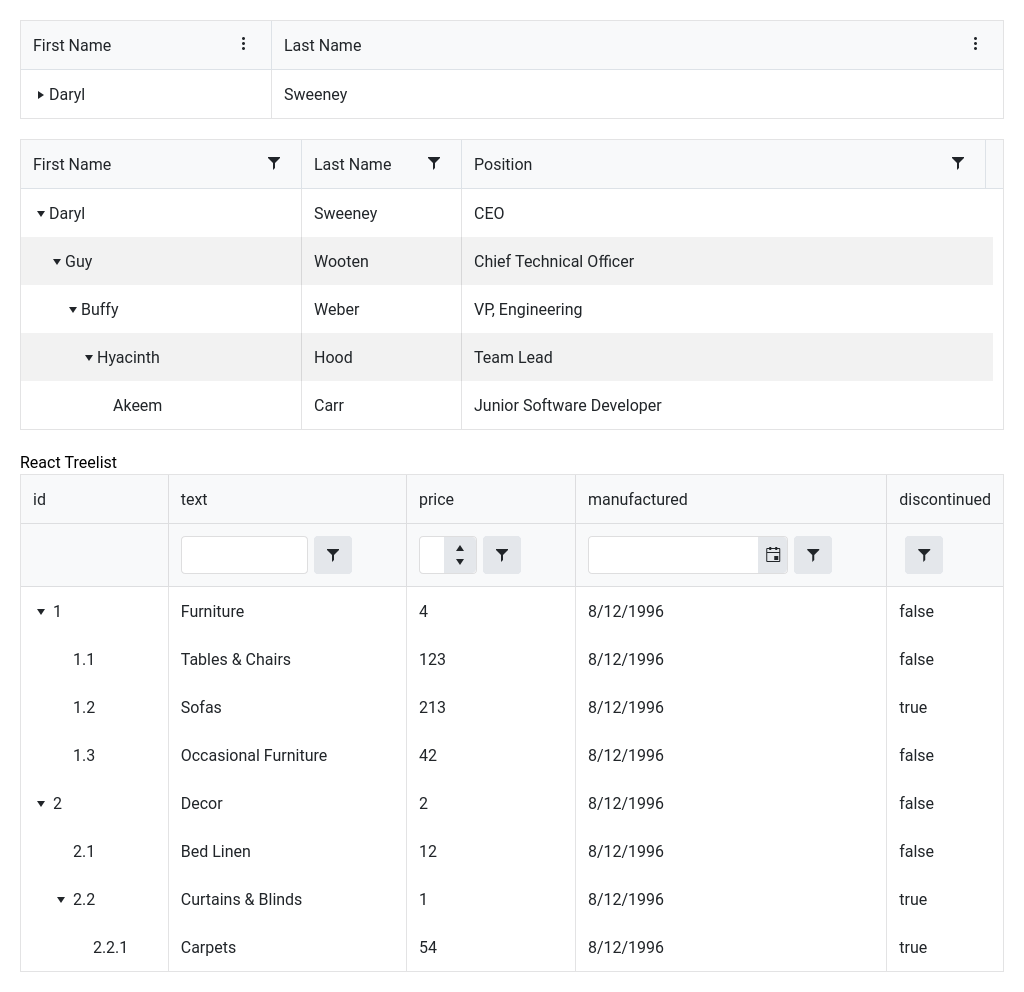 First Name Last Name
Daryl Sweeney
First Name Last Name Position
Daryl Sweeney CEO
Guy Wooten Chief Technical Officer
Buffy Weber VP, Engineering
Hyacinth Hood Team Lead
Akeem Carr Junior Software Developer
React Treelist
id text price manufactured discontinued
1 Furniture 4 8/12/1996 false
1.1 Tables & Chairs 123 8/12/1996 false
1.2 Sofas 213 8/12/1996 true
1.3 Occasional Furniture 42 8/12/1996 false
2 Decor 2 8/12/1996 false
2.1 Bed Linen 12 8/12/1996 false
2.2 Curtains & Blinds 1 8/12/1996 true
2.2.1 Carpets 54 8/12/1996 true